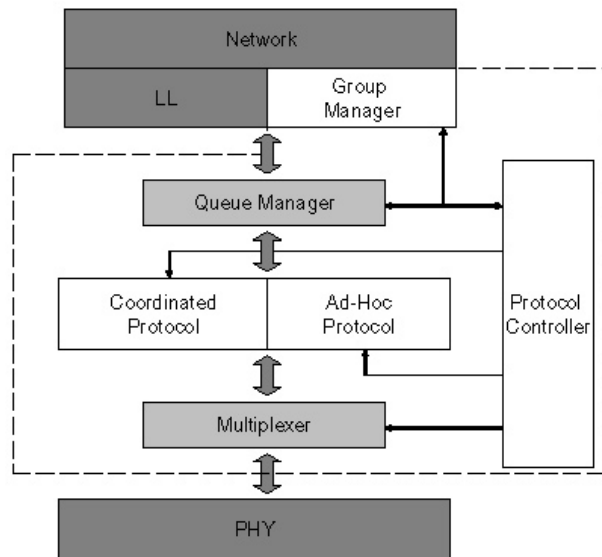 Network
LL
Group
Manager
Queue Manager
Coordinated
Protocol
Ad-Hoc
Protocol
Protocol
Controller
Multiplexer
PHY